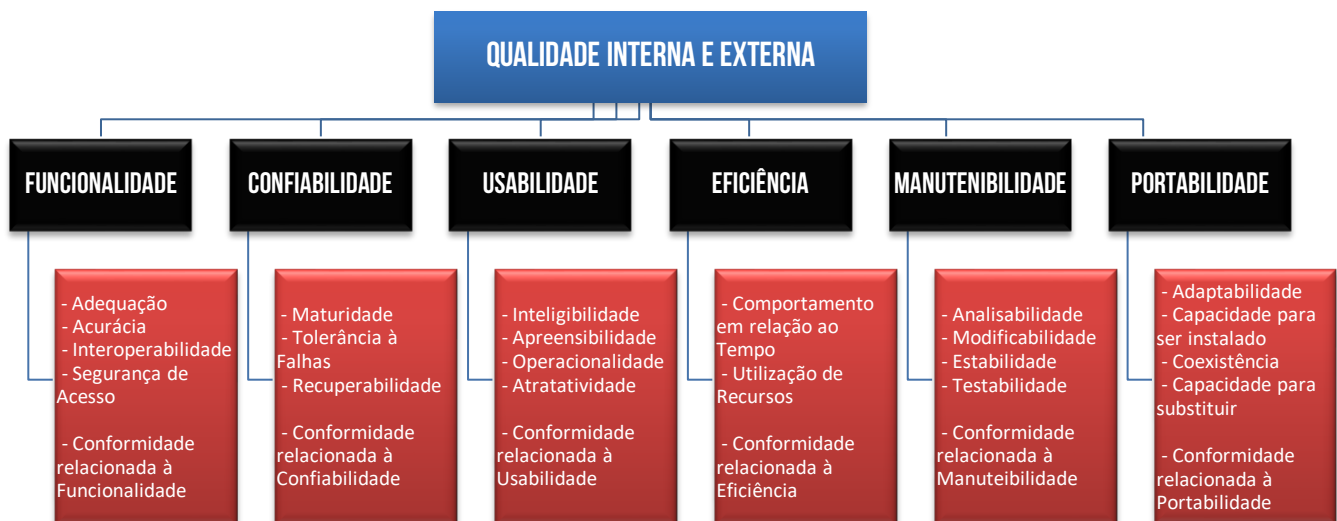 QUALIDADE INTERNA E EXTERNA
FUNCIONALIDADE
CONFIABILIDADE
USABILIDADE
EFICIÊNCIA
MANUTENIBILIDADE
PORTABILIDADE
- Adequação
- Acurácia
- Interoperabilidade
- Segurança de
Acesso
- Conformidade
relacionada à
Funcionalidade
- Maturidade
- Tolerância à
Falhas
- Recuperabilidade
- Conformidade
relacionada à
Confiabilidade
- Inteligibilidade
- Apreensibilidade
- Operacionalidade
- Atratatividade
- Conformidade
relacionada à
Usabilidade
- Comportamento
em relação ao
Tempo
- Utilização de
Recursos
- Conformidade
relacionada à
Eficiência
- Analisabilidade
- Modificabilidade
- Estabilidade
- Testabilidade
- Conformidade
relacionada à
Manuteibilidade
- Adaptabilidade
- Capacidade para
ser instalado
- Coexistência
- Capacidade para
substituir
- Conformidade
relacionada à
Portabilidade